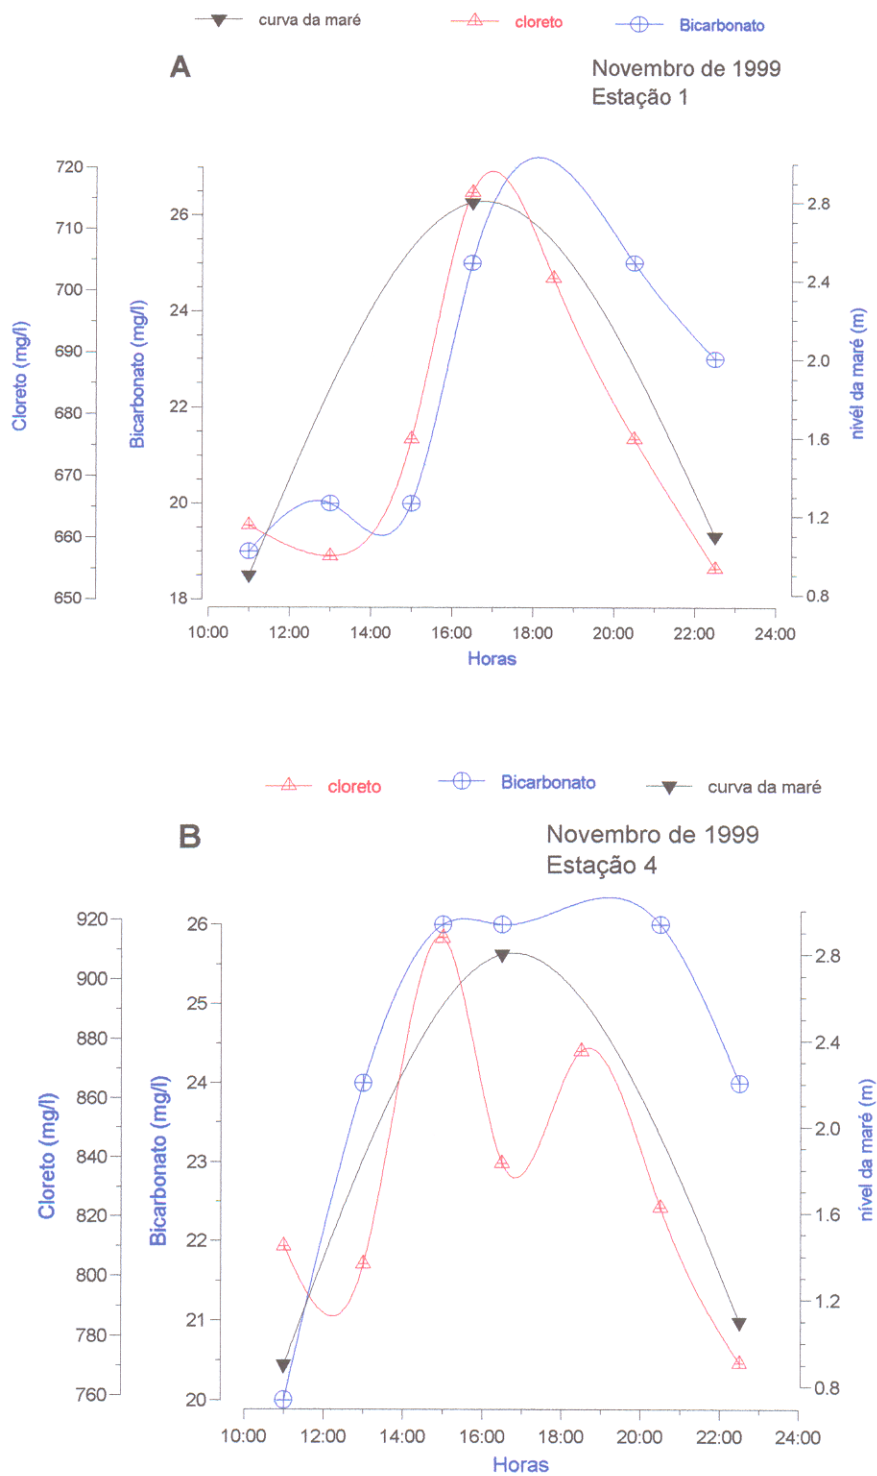 curva da maré cloreto Bicarbonato
A
Novembro de 1999
Estação 1
Cloreto (mg/l)
720
710
700
690
680
670
660
650
Bicarbonato (mg/l)
26
24
22
20
18
nivél da maré (m)
2.8
2.4
2.0
1.6
1.2
0.8
10:00 12:00 14:00 16:00 18:00 20:00 22:00 24:00
Horas
cloreto Bicarbonato curva da maré
B
Novembro de 1999
Estação 4
Cloreto (mg/l)
920
900
880
860
840
820
800
780
760
Bicarbonato (mg/l)
26
25
24
23
22
21
20
nível da maré (m)
2.8
2.4
2.0
1.6
1.2
0.8
10:00 12:00 14:00 16:00 18:00 20:00 22:00 24:00
Horas